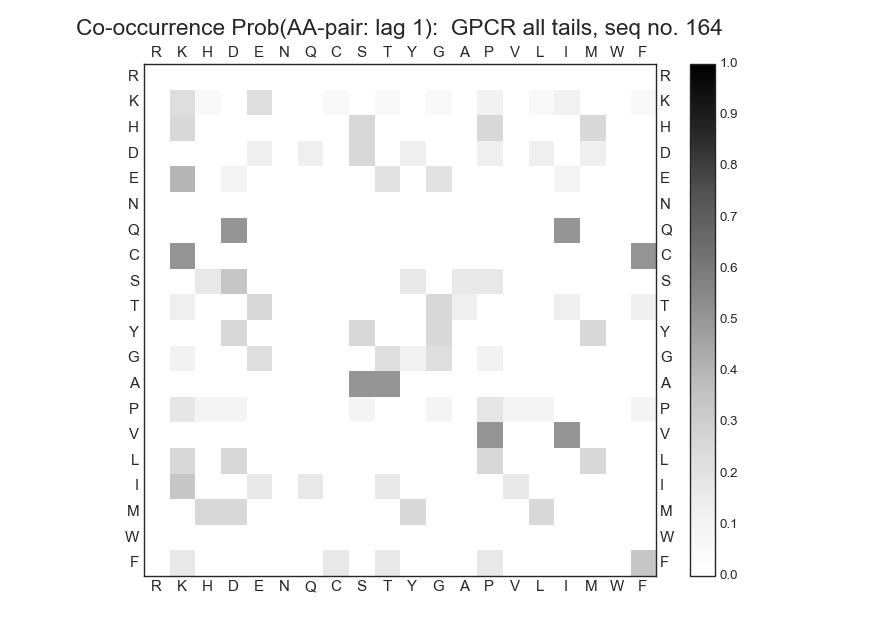 Co-occurrence Prob(AA-pair: lag 1):  GPCR all tails, seq no. 164
R K H D E N Q C S T Y G A P V L I M W F
R R 1.0
K K 0.9
H H
D D 0.8
E E
N N 0.7
Q Q
C C 0.6
S S
T T 0.5
Y Y
G G 0.4
A A
P P 0.3
V V
L L 0.2
I I
M M 0.1
W W
F F 0.0
R K H D E N Q C S T Y G A P V L I M W F